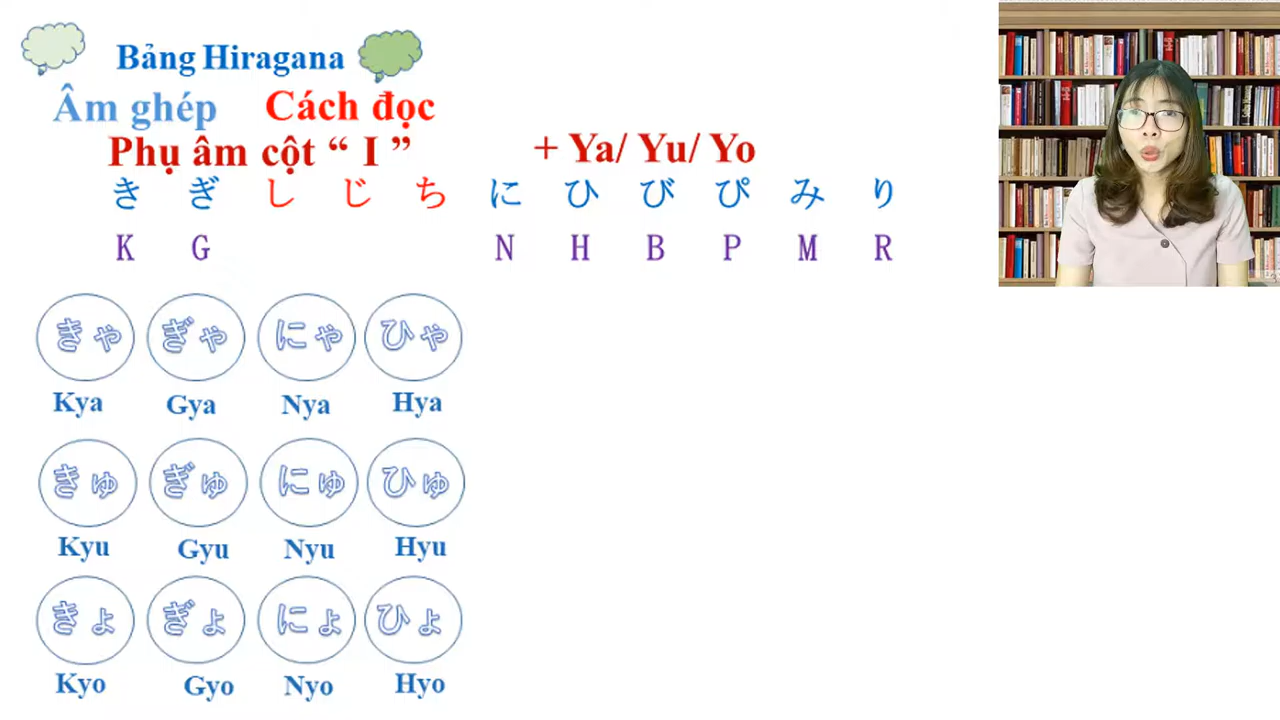 Bảng Hiragana
Âm ghép Cách đọc
Phụ âm cột “ I ” + Ya/ Yu/ Yo
き ぎ し じ ち に ひ び ぴ み り
K G N H B P M R
きゃ ぎゃ にゃ ひゃ
Kya Gya Nya Hya
きゅ ぎゅ にゅ ひゅ
Kyu Gyu Nyu Hyu
きょ ぎょ にょ ひょ
Kyo Gyo Nyo Hyo